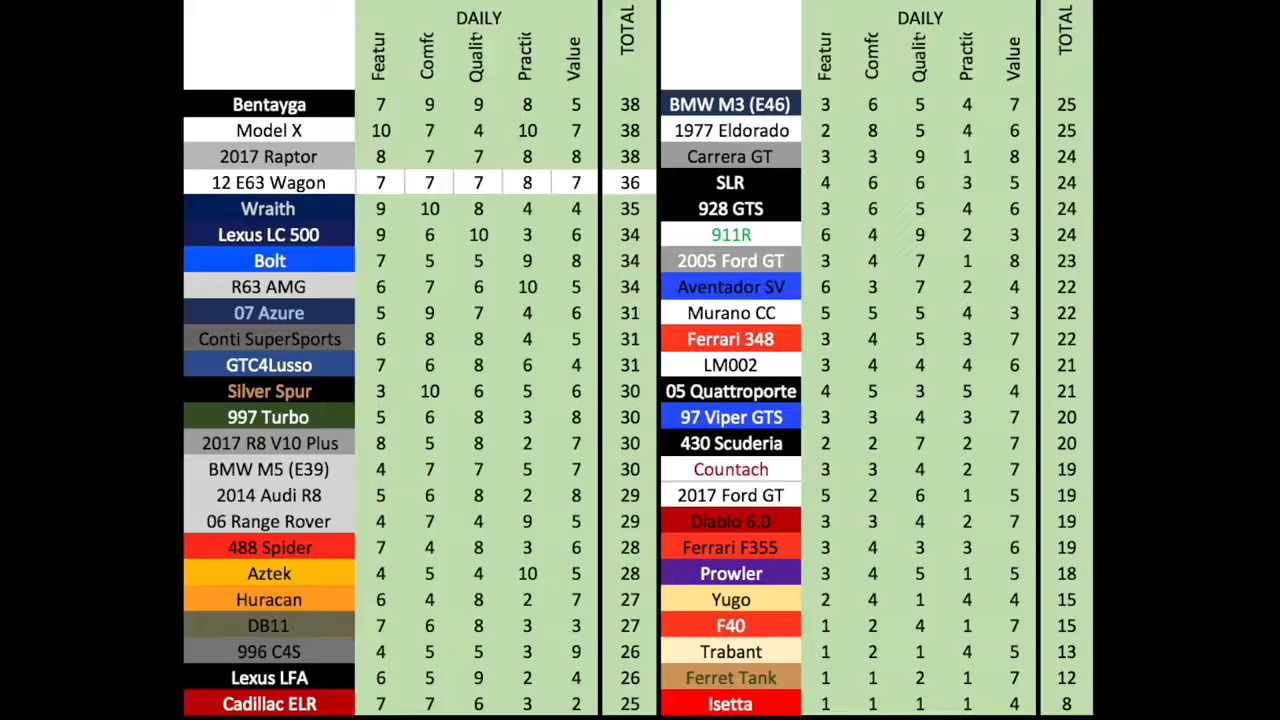 DAILY
Featur Comfo Qualit Practic Value TOTAL
Bentayga 7 9 9 8 5 38
Model X 10 7 4 10 7 38
2017 Raptor 8 7 7 8 8 38
12 E63 Wagon 7 7 7 8 7 36
Wraith 9 10 8 4 4 35
Lexus LC 500 9 6 10 3 6 34
Bolt 7 5 5 9 8 34
R63 AMG 6 7 6 10 5 34
07 Azure 5 9 7 4 6 31
Conti SuperSports 6 8 8 4 5 31
GTC4Lusso 7 6 8 6 4 31
Silver Spur 3 10 6 5 6 30
997 Turbo 5 6 8 3 8 30
2017 R8 V10 Plus 8 5 8 2 7 30
BMW M5 (E39) 4 7 7 5 7 30
2014 Audi R8 5 6 8 2 8 29
06 Range Rover 4 7 4 9 5 29
488 Spider 7 4 8 3 6 28
Aztek 4 5 4 10 5 28
Huracan 6 4 8 2 7 27
DB11 7 6 8 3 3 27
996 C4S 4 5 5 3 9 26
Lexus LFA 6 5 9 2 4 26
Cadillac ELR 7 7 6 3 2 25
DAILY
Featur Comfo Qualit Practic Value TOTAL
BMW M3 (E46) 3 6 5 4 7 25
1977 Eldorado 2 8 5 4 6 25
Carrera GT 3 3 9 1 8 24
SLR 4 6 6 3 5 24
928 GTS 3 6 5 4 6 24
911R 6 4 9 2 3 24
2005 Ford GT 3 4 7 1 8 23
Aventador SV 6 3 7 2 4 22
Murano CC 5 5 5 4 3 22
Ferrari 348 3 4 5 3 7 22
LM002 3 4 4 4 6 21
05 Quattroporte 4 5 3 5 4 21
97 Viper GTS 3 3 4 3 7 20
430 Scuderia 2 2 7 2 7 20
Countach 3 3 4 2 7 19
2017 Ford GT 5 2 6 1 5 19
Diablo 6.0 3 3 4 2 7 19
Ferrari F355 3 4 3 3 6 19
Prowler 3 4 5 1 5 18
Yugo 2 4 1 4 4 15
F40 1 2 4 1 7 15
Trabant 1 2 1 4 5 13
Ferret Tank 1 1 2 1 7 12
Isetta 1 1 1 1 4 8